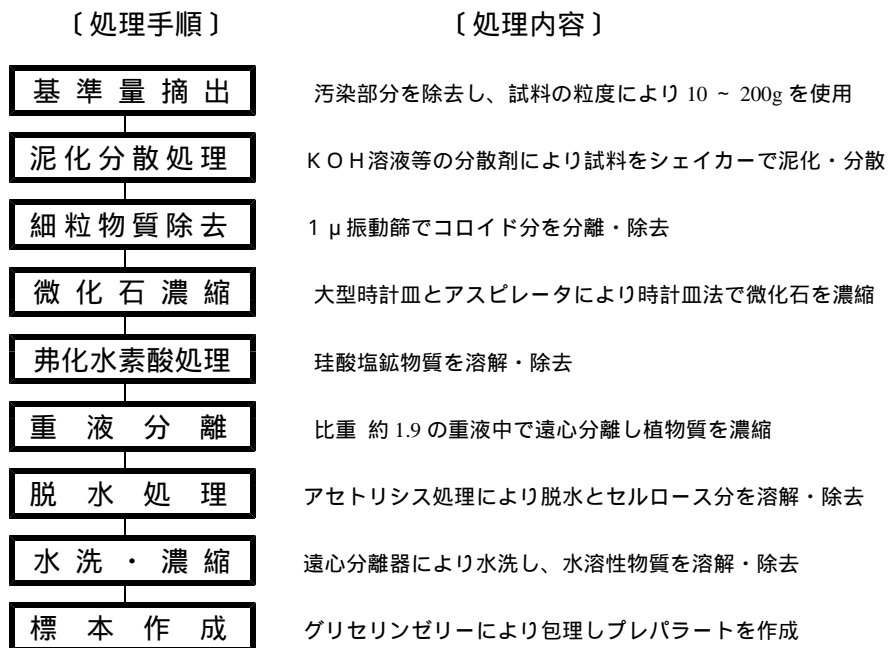 〔処理手順〕 〔処理内容〕
基準量摘出 汚染部分を除去し、試料の粒度により 10 ~ 200g を使用
泥化分散処理 ＫＯＨ溶液等の分散剤により試料をシェイカーで泥化・分散
細粒物質除去 １μ振動篩でコロイド分を分離・除去
微化石濃縮 大型時計皿とアスピレータにより時計皿法で微化石を濃縮
弗化水素酸処理 珪酸塩鉱物質を溶解・除去
重液分離 比重 約 1.9 の重液中で遠心分離し植物質を濃縮
脱水処理 アセトリシス処理により脱水とセルロース分を溶解・除去
水洗・濃縮 遠心分離器により水洗し、水溶性物質を溶解・除去
標本作成 グリセリンゼリーにより包理しプレパラートを作成